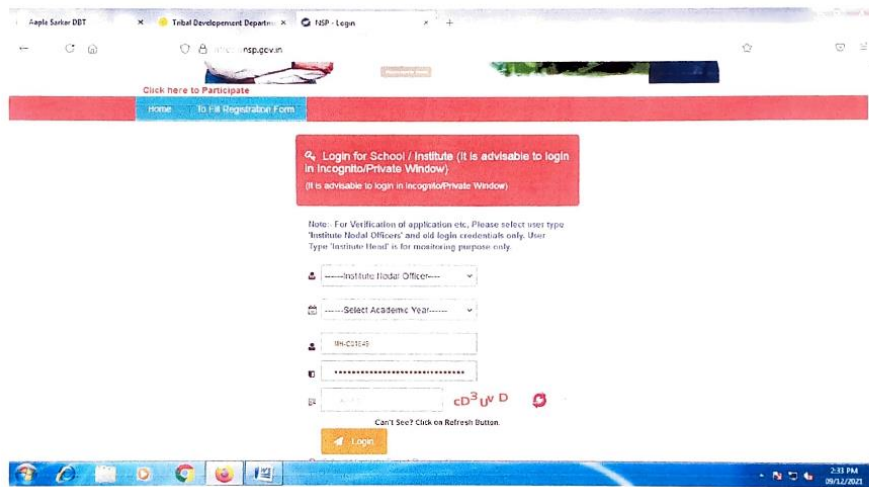 Aaple Sarkar DBT
Tribal Developement Departm
NSP - Login
nsp.gov.in
Click here to Participate
Home
To Fill Registration Form
Login for School / Institute (It is advisable to login
in Incognito/Private Window)
(It is advisable to login in Incognito/Private Window)
Note:- For Verification of application etc, Please select user type
'Institute Nodal Officers' and old login credentials only. User
Type 'Institute Head' is for monitoring purpose only.
------Institute Nodal Officer----
------Select Academic Year------
cD3UVD
Can't See? Click on Refresh Button.
Login
2:31 PM
09/12/2021